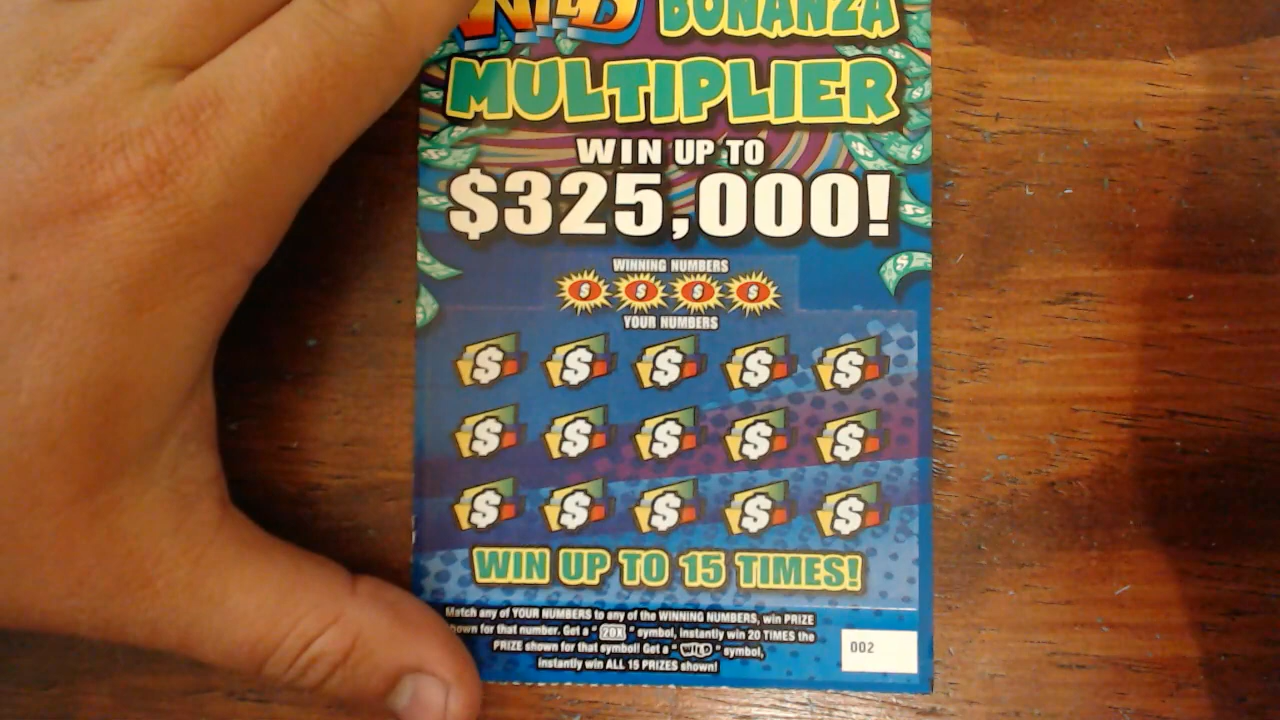 WILD BONANZA
MULTIPLIER
WIN UP TO
$325,000!
WINNING NUMBERS
$ $ $ $
YOUR NUMBERS
$ $ $ $ $
$ $ $ $ $
$ $ $ $ $
WIN UP TO 15 TIMES!
Match any of YOUR NUMBERS to any of the WINNING NUMBERS, win PRIZE
shown for that number. Get a "20X" symbol, instantly win 20 TIMES the
PRIZE shown for that symbol! Get a "WILD" symbol,
instantly win ALL 15 PRIZES shown!
002